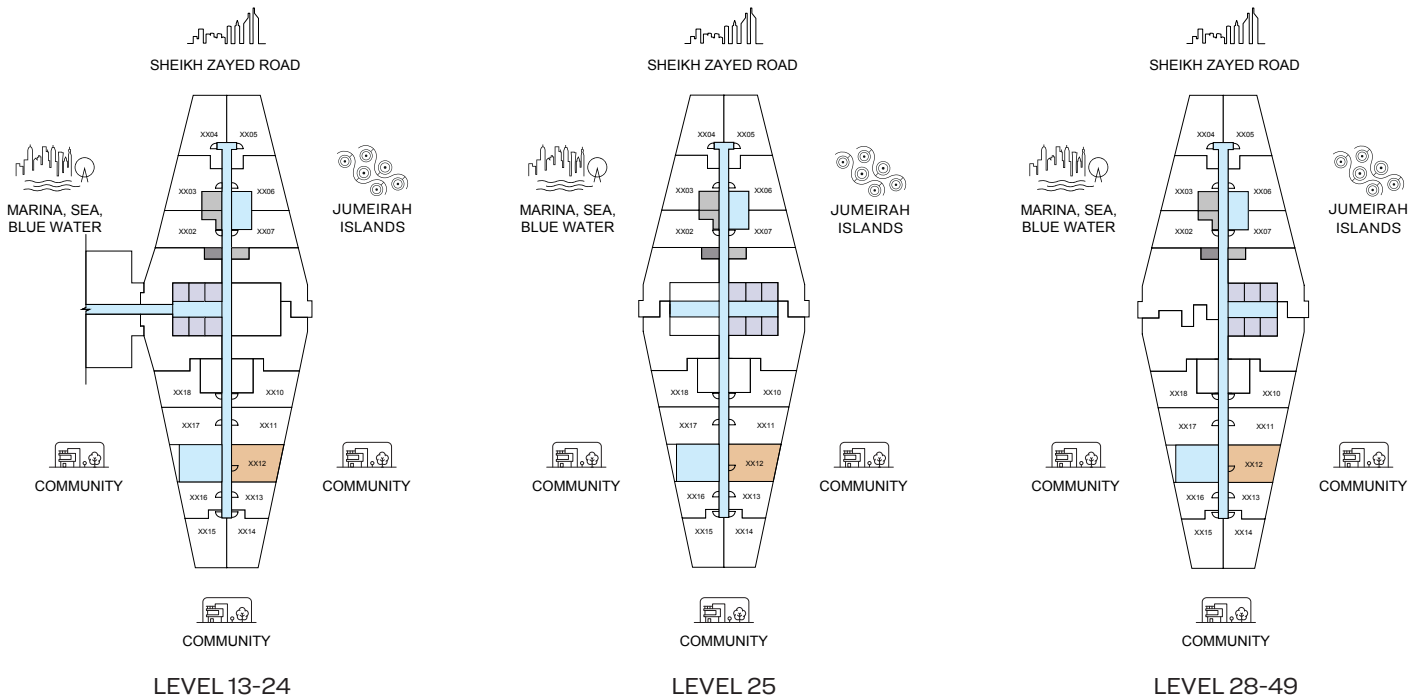 SHEIKH ZAYED ROAD
XX04 XX05
MARINA, SEA,
BLUE WATER
JUMEIRAH
ISLANDS
XX03 XX06
XX02 XX07
XX18 XX10
XX17 XX11
XX12
COMMUNITY
COMMUNITY
XX16 XX13
XX15 XX14
COMMUNITY
LEVEL 13-24
SHEIKH ZAYED ROAD
XX04 XX05
MARINA, SEA,
BLUE WATER
JUMEIRAH
ISLANDS
XX03 XX06
XX02 XX07
XX18 XX10
XX17 XX11
XX12
COMMUNITY
COMMUNITY
XX16 XX13
XX15 XX14
COMMUNITY
LEVEL 25
SHEIKH ZAYED ROAD
XX04 XX05
MARINA, SEA,
BLUE WATER
JUMEIRAH
ISLANDS
XX03 XX06
XX02 XX07
XX18 XX10
XX17 XX11
XX12
COMMUNITY
COMMUNITY
XX16 XX13
XX15 XX14
COMMUNITY
LEVEL 28-49